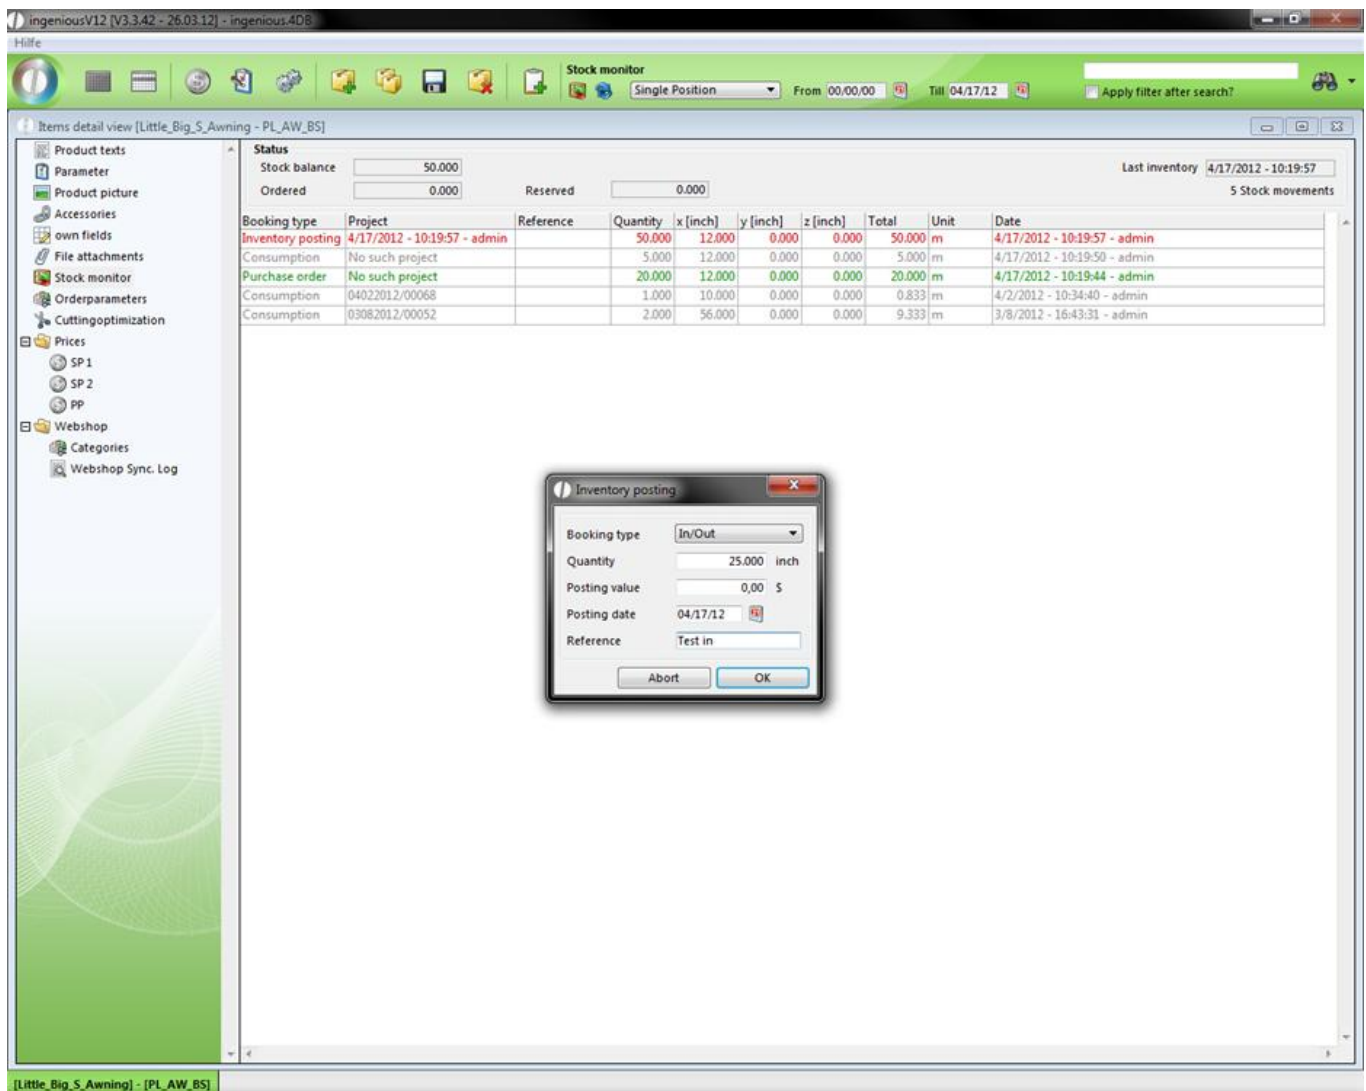 ingeniousV12 [V3.3.42 - 26.03.12] - ingenious.4DB
Hilfe
Stock monitor
Single Position From 00/00/00 Till 04/17/12 Apply filter after search?
Items detail view [Little_Big_S_Awning - PL_AW_BS]
Product texts
Parameter
Product picture
Accessories
own fields
File attachments
Stock monitor
Orderparameters
Cuttingoptimization
Prices
SP 1
SP 2
PP
Webshop
Categories
Webshop Sync. Log
Status
Stock balance 50.000 Last inventory 4/17/2012 - 10:19:57
Ordered 0.000 Reserved 0.000 5 Stock movements
Booking type Project Reference Quantity x [inch] y [inch] z [inch] Total Unit Date
Inventory posting 4/17/2012 - 10:19:57 - admin 50.000 12.000 0.000 0.000 50.000 m 4/17/2012 - 10:19:57 - admin
Consumption No such project 5.000 12.000 0.000 0.000 5.000 m 4/17/2012 - 10:19:50 - admin
Purchase order No such project 20.000 12.000 0.000 0.000 20.000 m 4/17/2012 - 10:19:44 - admin
Consumption 04022012/00068 1.000 10.000 0.000 0.000 0.833 m 4/2/2012 - 10:34:40 - admin
Consumption 03082012/00052 2.000 56.000 0.000 0.000 9.333 m 3/8/2012 - 16:43:31 - admin
Inventory posting
Booking type In/Out
Quantity 25.000 inch
Posting value 0,00 $
Posting date 04/17/12
Reference Test in
Abort OK
[Little_Big_S_Awning] - [PL_AW_BS]